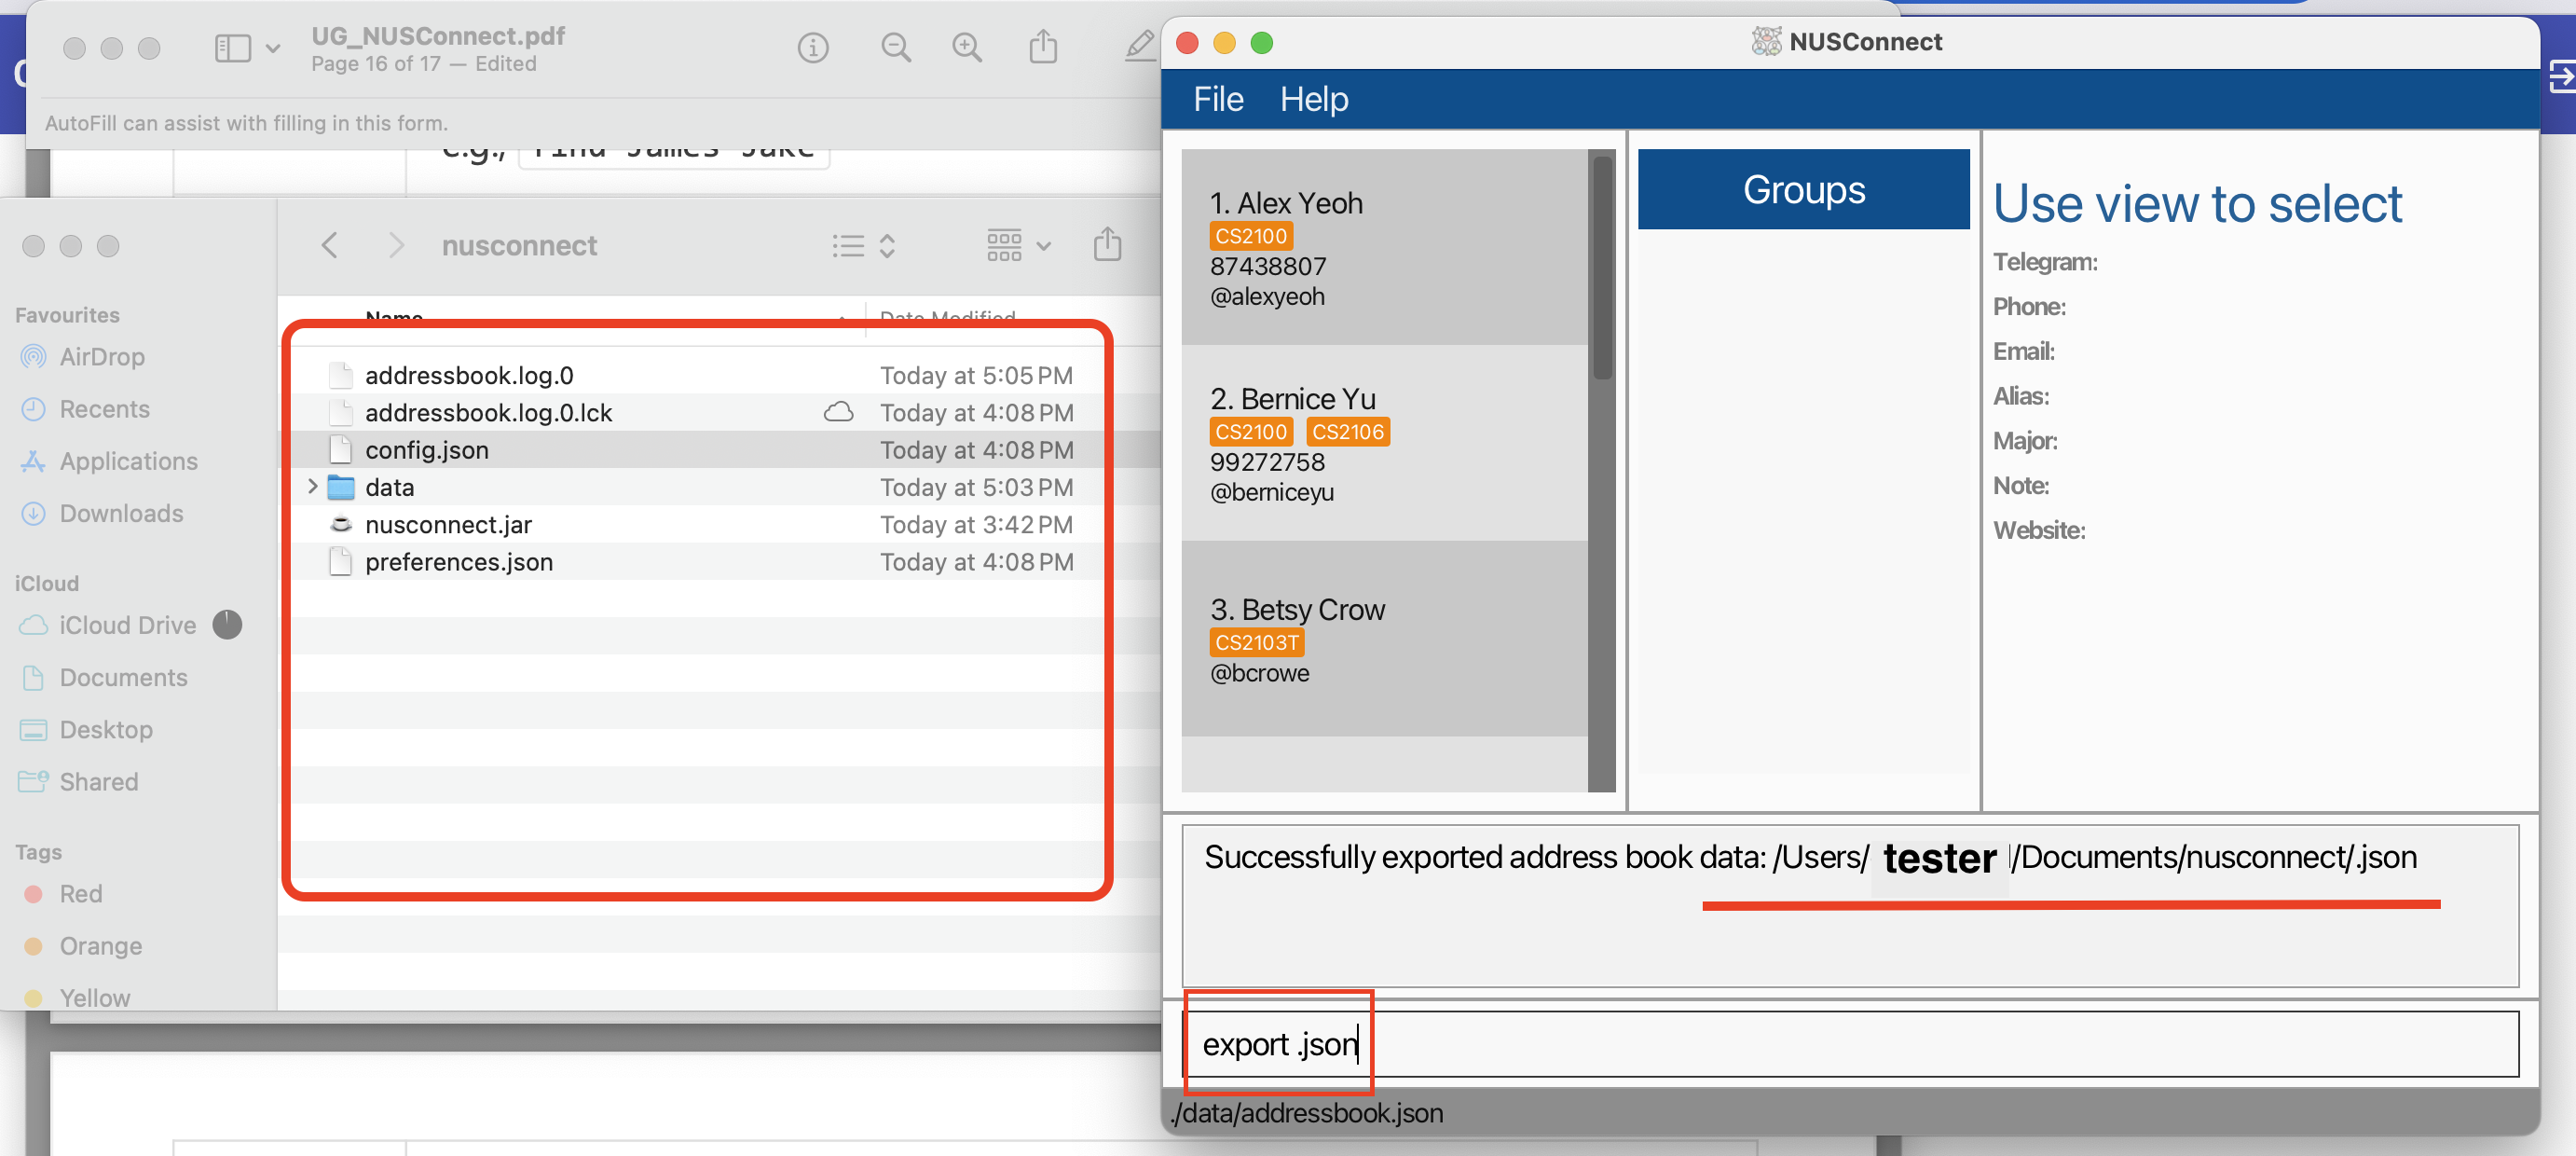 UG_NUSConnect.pdf
Page 16 of 17 — Edited
AutoFill can assist with filling in this form.
e.g., find James Jake
nusconnect
Name
Date Modified
Favourites
AirDrop
Recents
Applications
Downloads
iCloud
iCloud Drive
Documents
Desktop
Shared
Tags
Red
Orange
Yellow
addressbook.log.0 Today at 5:05 PM
addressbook.log.0.lck Today at 4:08 PM
config.json Today at 4:08 PM
data Today at 5:03 PM
nusconnect.jar Today at 3:42 PM
preferences.json Today at 4:08 PM
NUSConnect
File Help
1. Alex Yeoh
CS2100
87438807
@alexyeoh
2. Bernice Yu
CS2100 CS2106
99272758
@berniceyu
3. Betsy Crow
CS2103T
@bcrowe
Groups
Use view to select
Telegram:
Phone:
Email:
Alias:
Major:
Note:
Website:
Successfully exported address book data: /Users/ tester /Documents/nusconnect/.json
export .json
./data/addressbook.json